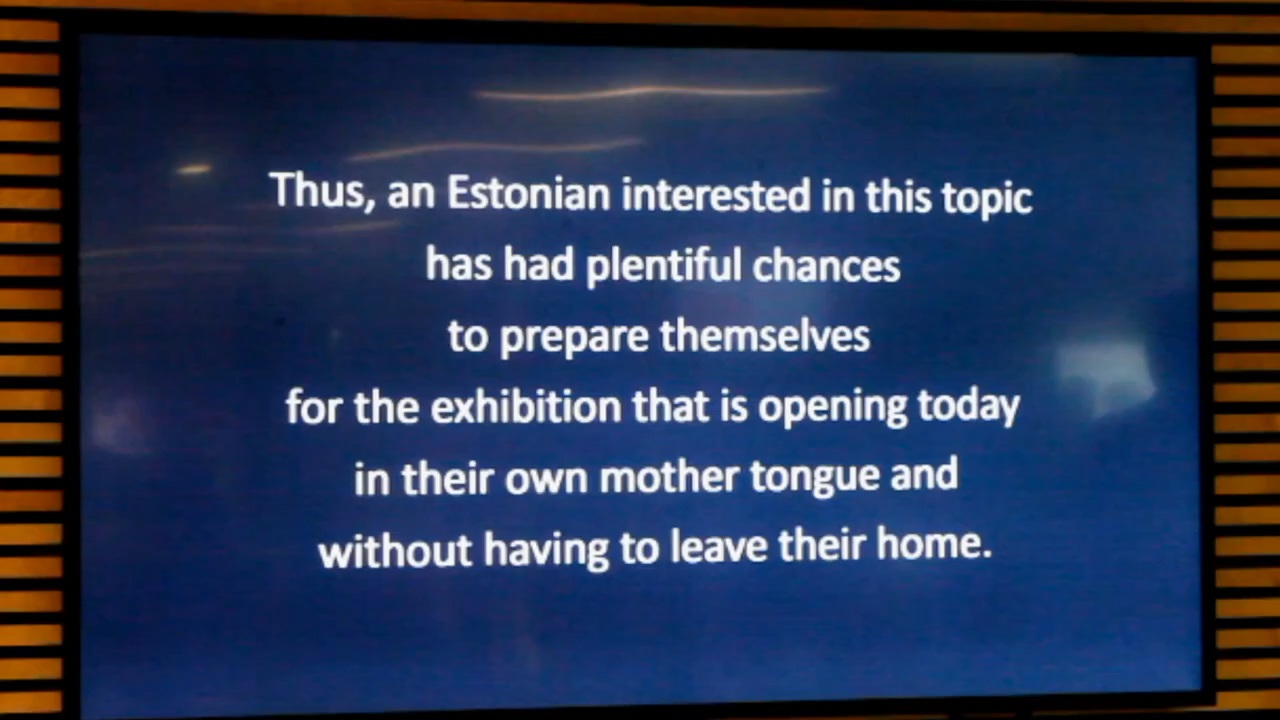 Thus, an Estonian interested in this topic
has had plentiful chances
to prepare themselves
for the exhibition that is opening today
in their own mother tongue and
without having to leave their home.